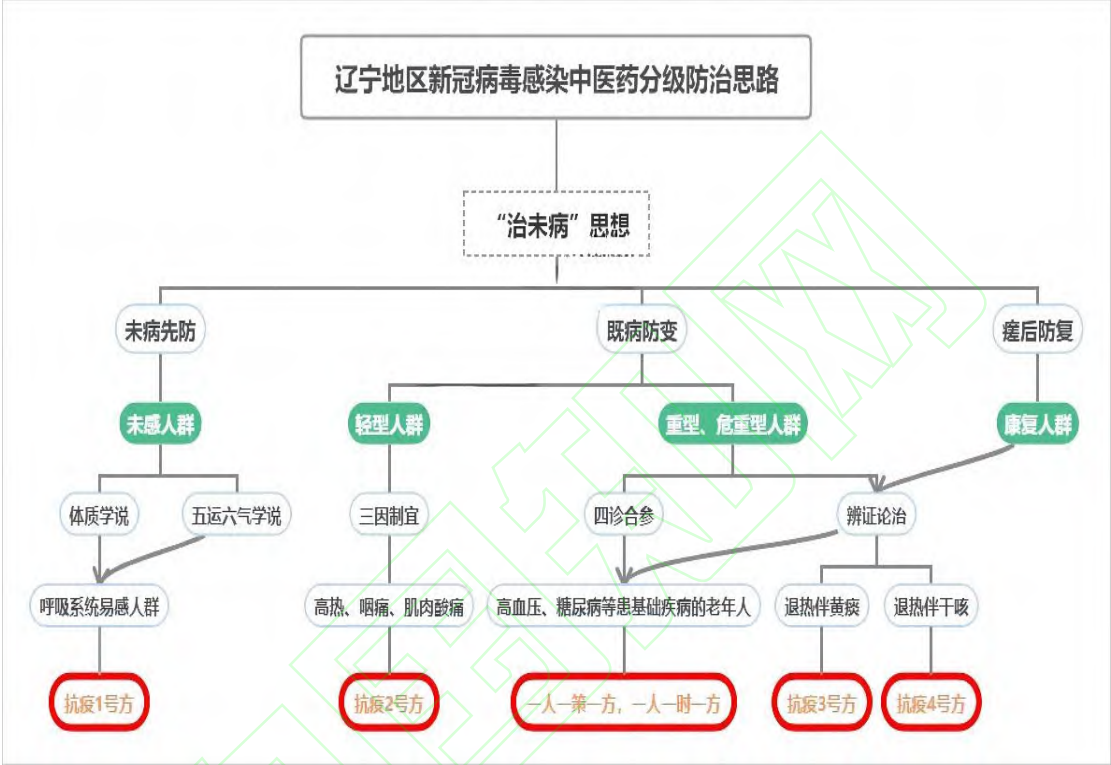 辽宁地区新冠病毒感染中医药分级防治思路
“治未病”思想
未病先防
既病防变
瘥后防复
未感人群
轻型人群
重型、危重型人群
康复人群
体质学说
五运六气学说
三因制宜
四诊合参
辨证论治
呼吸系统易感人群
高热、咽痛、肌肉酸痛
高血压、糖尿病等患基础疾病的老年人
退热伴黄痰
退热伴干咳
抗疫1号方
抗疫2号方
一人一策一方，一人一时一方
抗疫3号方
抗疫4号方